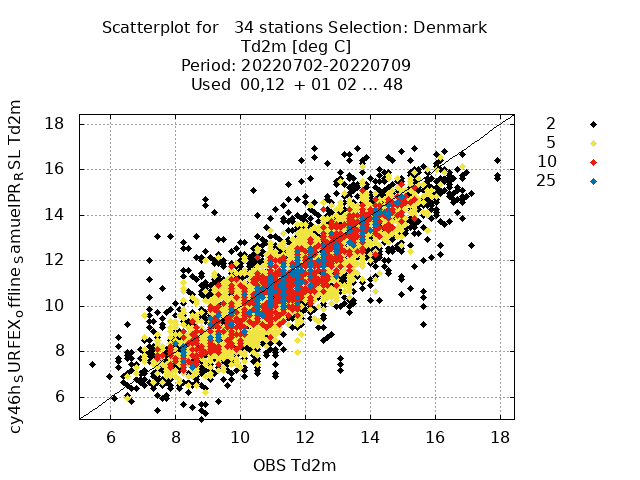 Scatterplot for   34 stations Selection: Denmark
Td2m [deg C]
Period: 20220702-20220709
Used  00,12  + 01 02 ... 48
cy46h_SURFEX_offline_samuelPR_RSL Td2m
18
16
14
12
10
8
6
6 8 10 12 14 16 18
OBS Td2m
2
5
10
25